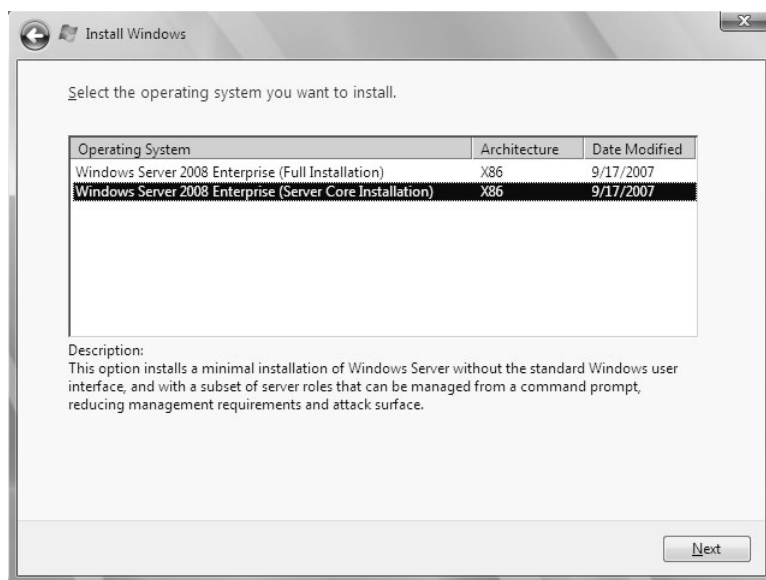 Install Windows
Select the operating system you want to install.
Operating System Architecture Date Modified
Windows Server 2008 Enterprise (Full Installation) X86 9/17/2007
Windows Server 2008 Enterprise (Server Core Installation) X86 9/17/2007
Description:
This option installs a minimal installation of Windows Server without the standard Windows user
interface, and with a subset of server roles that can be managed from a command prompt,
reducing management requirements and attack surface.
Next